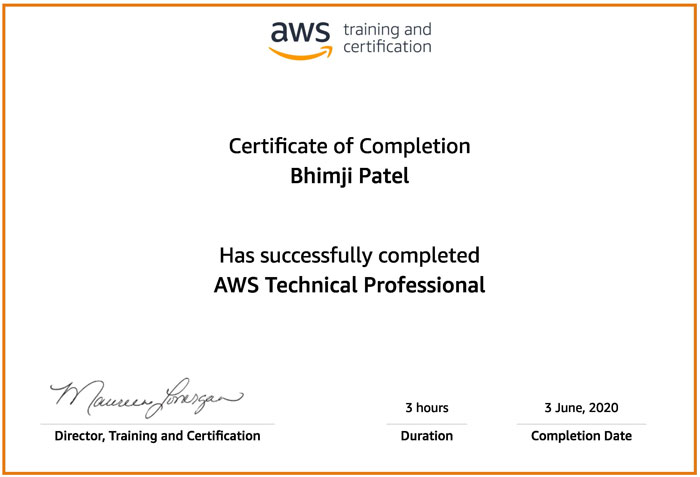 aws training and
certification
Certificate of Completion
Bhimji Patel
Has successfully completed
AWS Technical Professional
Maureen Lonergan
3 hours
3 June, 2020
Director, Training and Certification
Duration
Completion Date